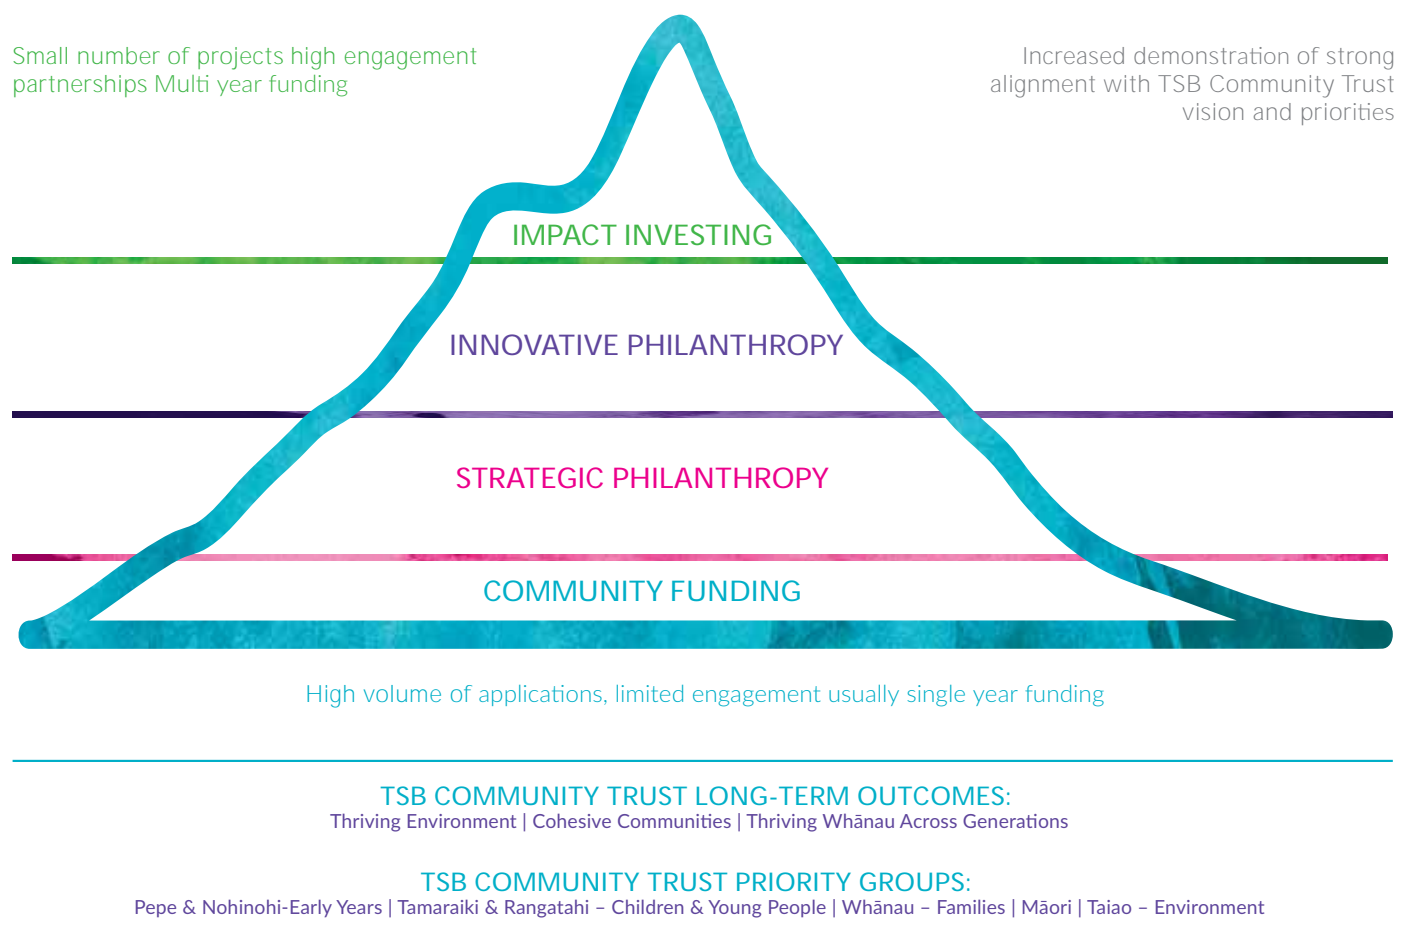 Small number of projects high engagement
partnerships Multi year funding
Increased demonstration of strong
alignment with TSB Community Trust
vision and priorities
IMPACT INVESTING
INNOVATIVE PHILANTHROPY
STRATEGIC PHILANTHROPY
COMMUNITY FUNDING
High volume of applications, limited engagement usually single year funding
TSB COMMUNITY TRUST LONG-TERM OUTCOMES:
Thriving Environment | Cohesive Communities | Thriving Whānau Across Generations
TSB COMMUNITY TRUST PRIORITY GROUPS:
Pepe & Nohinohi-Early Years | Tamaraiki & Rangatahi – Children & Young People | Whānau – Families | Māori | Taiao – Environment